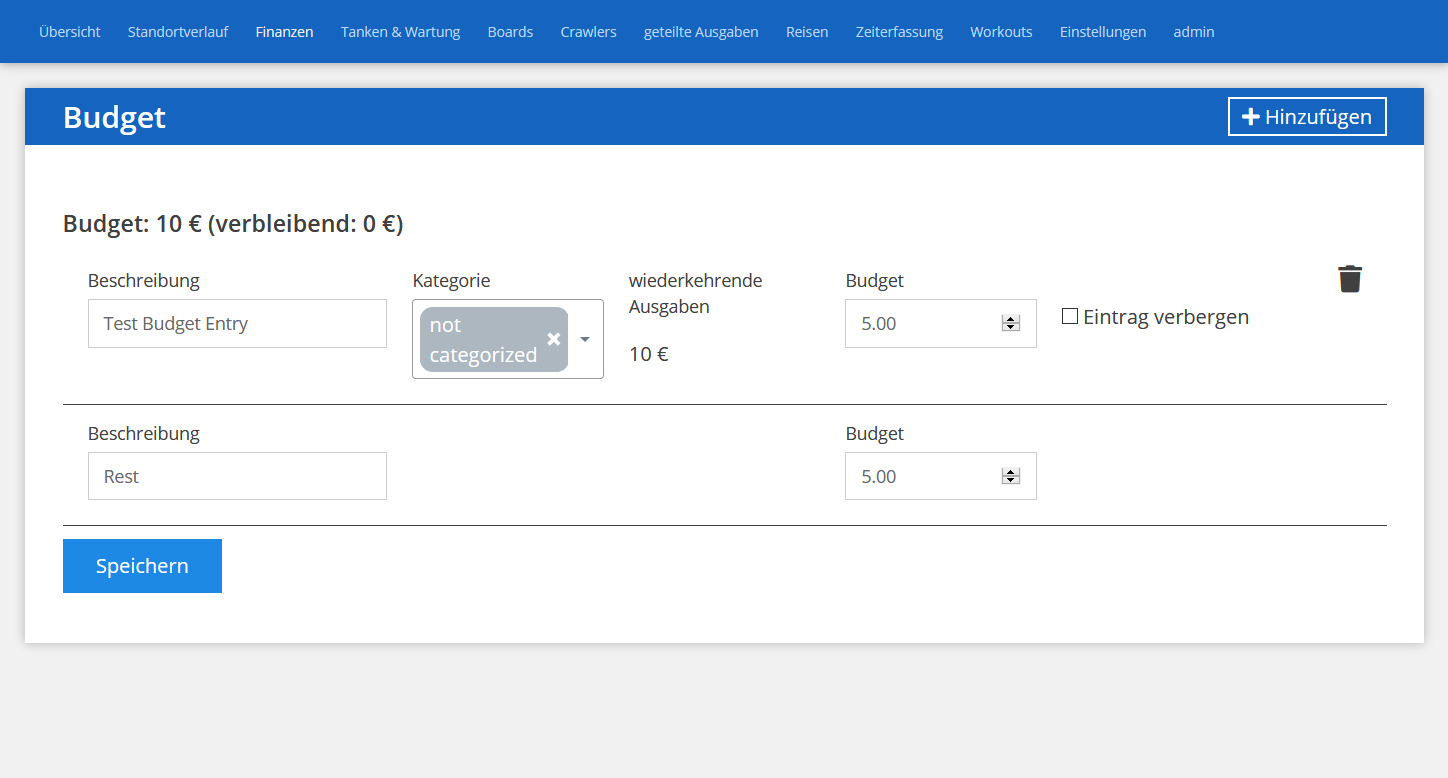 Übersicht Standortverlauf Finanzen Tanken & Wartung Boards Crawlers geteilte Ausgaben Reisen Zeiterfassung Workouts Einstellungen admin
Budget
Hinzufügen
Budget: 10 € (verbleibend: 0 €)
Beschreibung
Test Budget Entry
Kategorie
not
categorized
wiederkehrende
Ausgaben
10 €
Budget
5.00
Eintrag verbergen
Beschreibung
Rest
Budget
5.00
Speichern